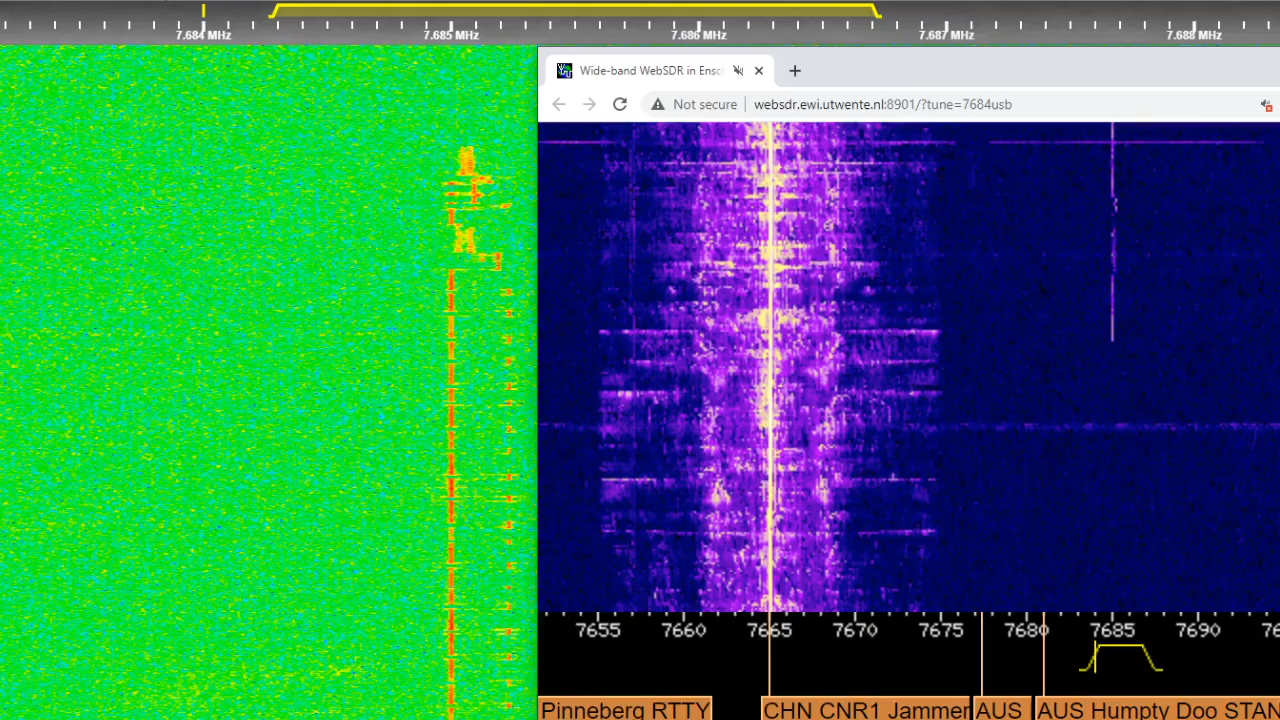 7.684 MHz 7.685 MHz 7.686 MHz 7.687 MHz 7.688 MHz
Wide-band WebSDR in Ensc
Not secure websdr.ewi.utwente.nl:8901/?tune=7684usb
7655 7660 7665 7670 7675 7680 7685 7690 76
Pinneberg RTTY CHN CNR1 Jammer AUS AUS Humpty Doo STAN